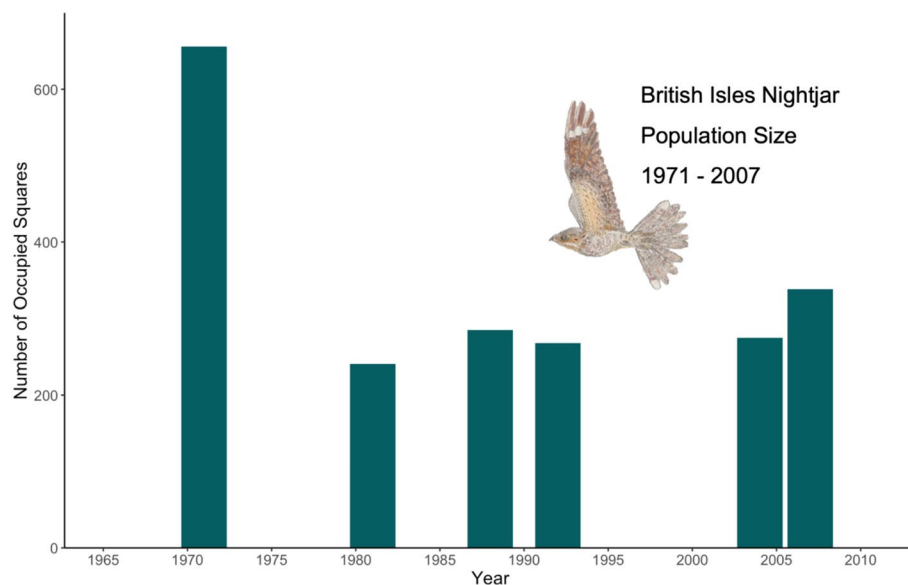 British Isles Nightjar
Population Size
1971 - 2007
Number of Occupied Squares
600
400
200
0
1965 1970 1975 1980 1985 1990 1995 2000 2005 2010
Year